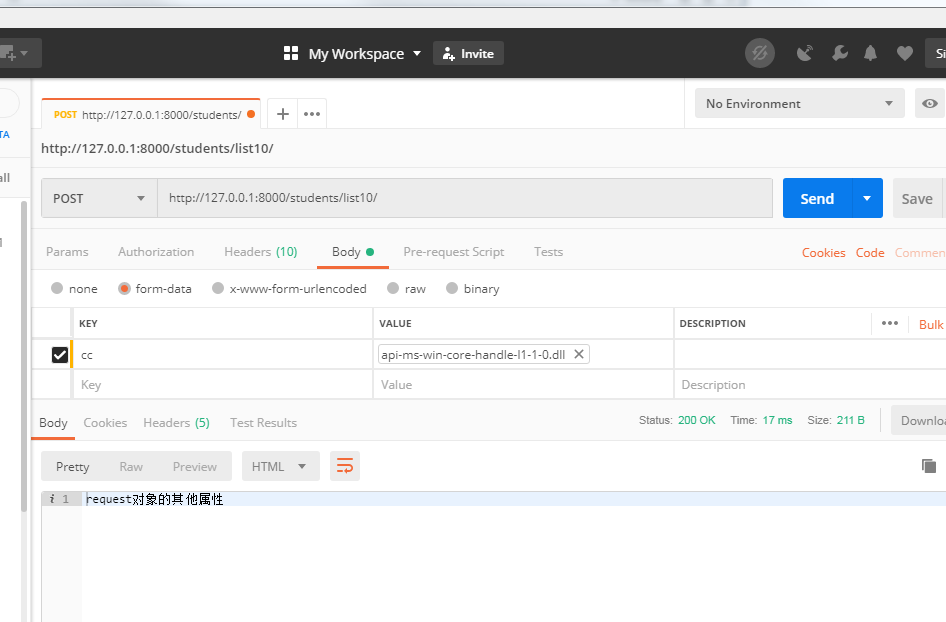 My Workspace Invite Si
POST http://127.0.0.1:8000/students/ No Environment
TA
http://127.0.0.1:8000/students/list10/
all
POST http://127.0.0.1:8000/students/list10/ Send Save
Params Authorization Headers (10) Body Pre-request Script Tests Cookies Code Commen
none form-data x-www-form-urlencoded raw binary
KEY VALUE DESCRIPTION ••• Bulk
cc api-ms-win-core-handle-l1-1-0.dll
Key Value Description
Body Cookies Headers (5) Test Results Status: 200 OK Time: 17 ms Size: 211 B Downloa
Pretty Raw Preview HTML
i 1 request对象的其他属性